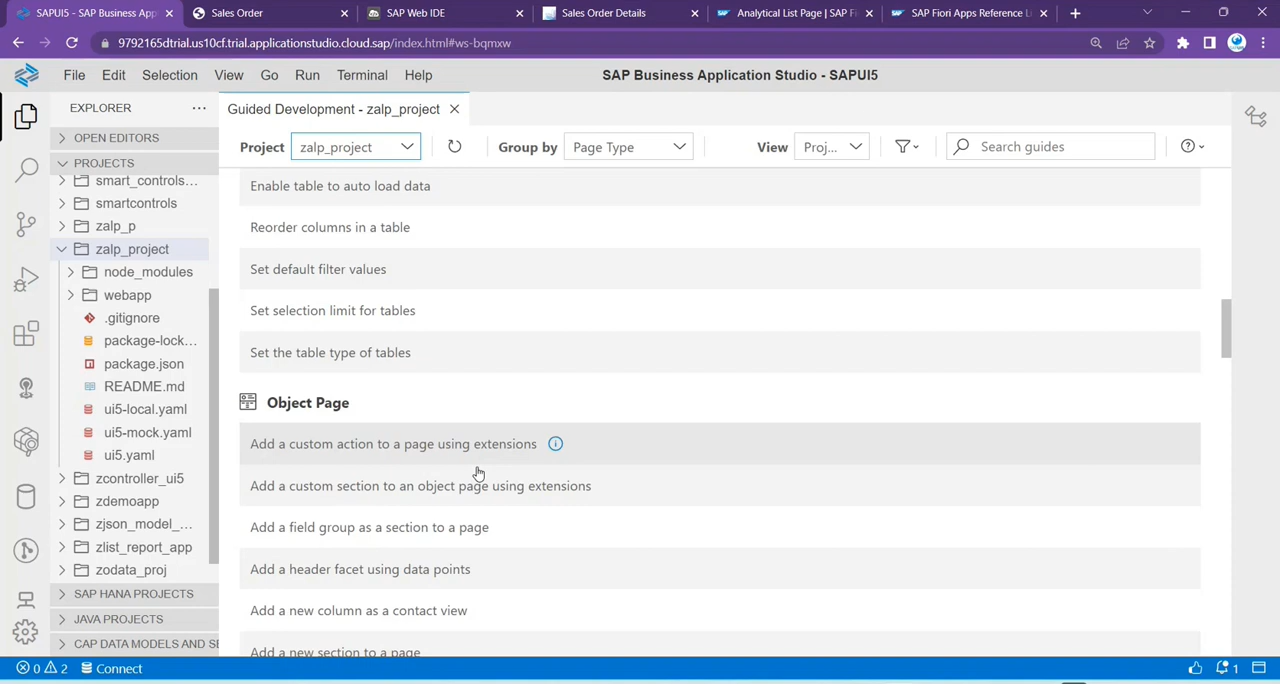 SAPUI5 - SAP Business App
Sales Order
SAP Web IDE
Sales Order Details
Analytical List Page | SAP Fi
SAP Fiori Apps Reference Li
9792165dtrial.us10cf.trial.applicationstudio.cloud.sap/index.html#ws-bqmxw
File Edit Selection View Go Run Terminal Help
SAP Business Application Studio - SAPUI5
EXPLORER
OPEN EDITORS
PROJECTS
smart_controls...
smartcontrols
zalp_p
zalp_project
node_modules
webapp
.gitignore
package-lock...
package.json
README.md
ui5-local.yaml
ui5-mock.yaml
ui5.yaml
zcontroller_ui5
zdemoapp
zjson_model_...
zlist_report_app
zodata_proj
SAP HANA PROJECTS
JAVA PROJECTS
CAP DATA MODELS AND SE
Guided Development - zalp_project
Project zalp_project Group by Page Type View Proj... Search guides
Enable table to auto load data
Reorder columns in a table
Set default filter values
Set selection limit for tables
Set the table type of tables
Object Page
Add a custom action to a page using extensions
Add a custom section to an object page using extensions
Add a field group as a section to a page
Add a header facet using data points
Add a new column as a contact view
Add a new section to a page
0 2 Connect
1